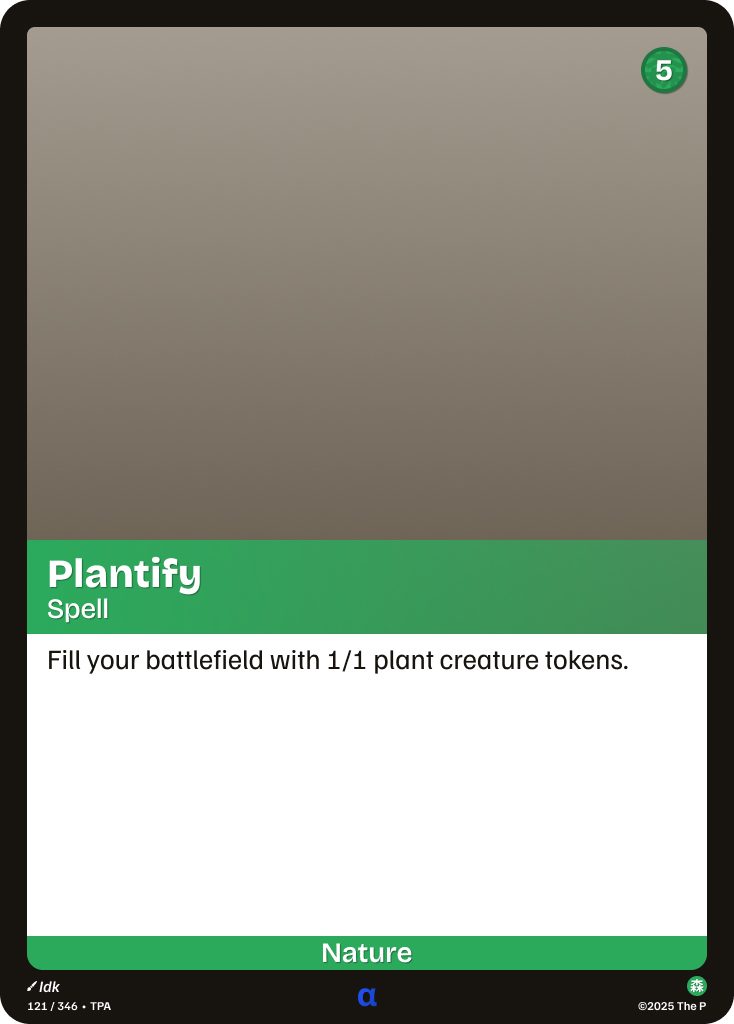 5
Plantify
Spell
Fill your battlefield with 1/1 plant creature tokens.
Nature
Idk
121 / 346 • TPA
α
森
©2025 The P